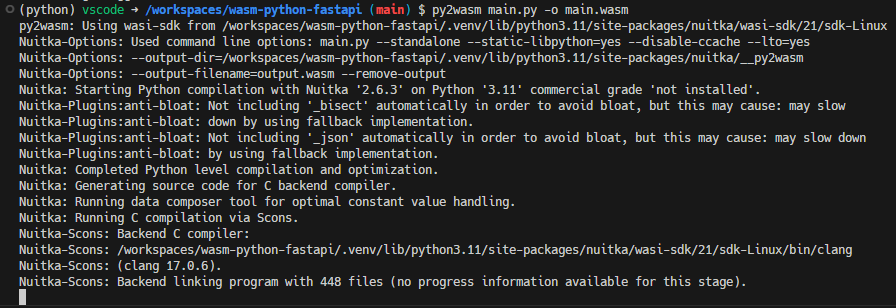 (python) vscode → /workspaces/wasm-python-fastapi (main) $ py2wasm main.py -o main.wasm
py2wasm: Using wasi-sdk from /workspaces/wasm-python-fastapi/.venv/lib/python3.11/site-packages/nuitka/wasi-sdk/21/sdk-Linux
Nuitka-Options: Used command line options: main.py --standalone --static-libpython=yes --disable-ccache --lto=yes
Nuitka-Options: --output-dir=/workspaces/wasm-python-fastapi/.venv/lib/python3.11/site-packages/nuitka/__py2wasm
Nuitka-Options: --output-filename=output.wasm --remove-output
Nuitka: Starting Python compilation with Nuitka '2.6.3' on Python '3.11' commercial grade 'not installed'.
Nuitka-Plugins:anti-bloat: Not including '_bisect' automatically in order to avoid bloat, but this may cause: may slow
Nuitka-Plugins:anti-bloat: down by using fallback implementation.
Nuitka-Plugins:anti-bloat: Not including '_json' automatically in order to avoid bloat, but this may cause: may slow down
Nuitka-Plugins:anti-bloat: by using fallback implementation.
Nuitka: Completed Python level compilation and optimization.
Nuitka: Generating source code for C backend compiler.
Nuitka: Running data composer tool for optimal constant value handling.
Nuitka: Running C compilation via Scons.
Nuitka-Scons: Backend C compiler:
Nuitka-Scons: /workspaces/wasm-python-fastapi/.venv/lib/python3.11/site-packages/nuitka/wasi-sdk/21/sdk-Linux/bin/clang
Nuitka-Scons: (clang 17.0.6).
Nuitka-Scons: Backend linking program with 448 files (no progress information available for this stage).